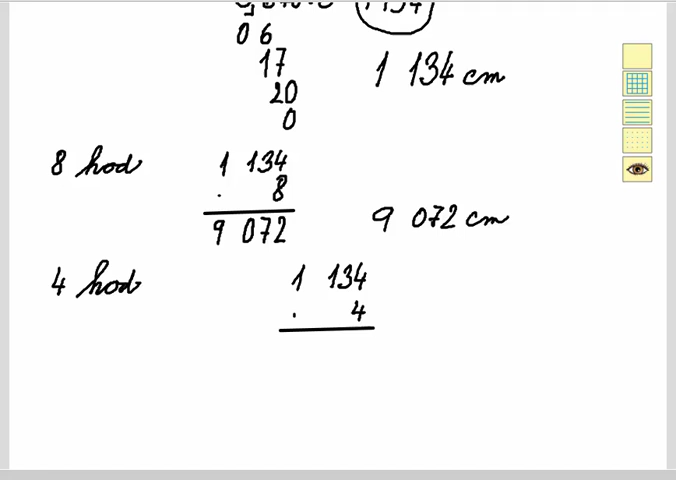 06
17 1 134 cm
20
0
8 hod 1 134
. 8
9 072 9 072 cm
4 hod 1 134
. 4